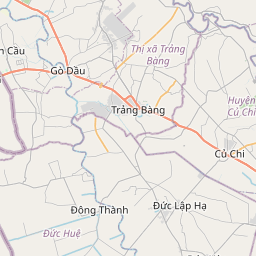 n Cầu
Thị xã Trảng
Bàng
Gò Dầu
Trảng Bàng
Huyện
Củ Chi
Củ Chi
Đức Lập Hạ
Đông Thành
Đức Huệ